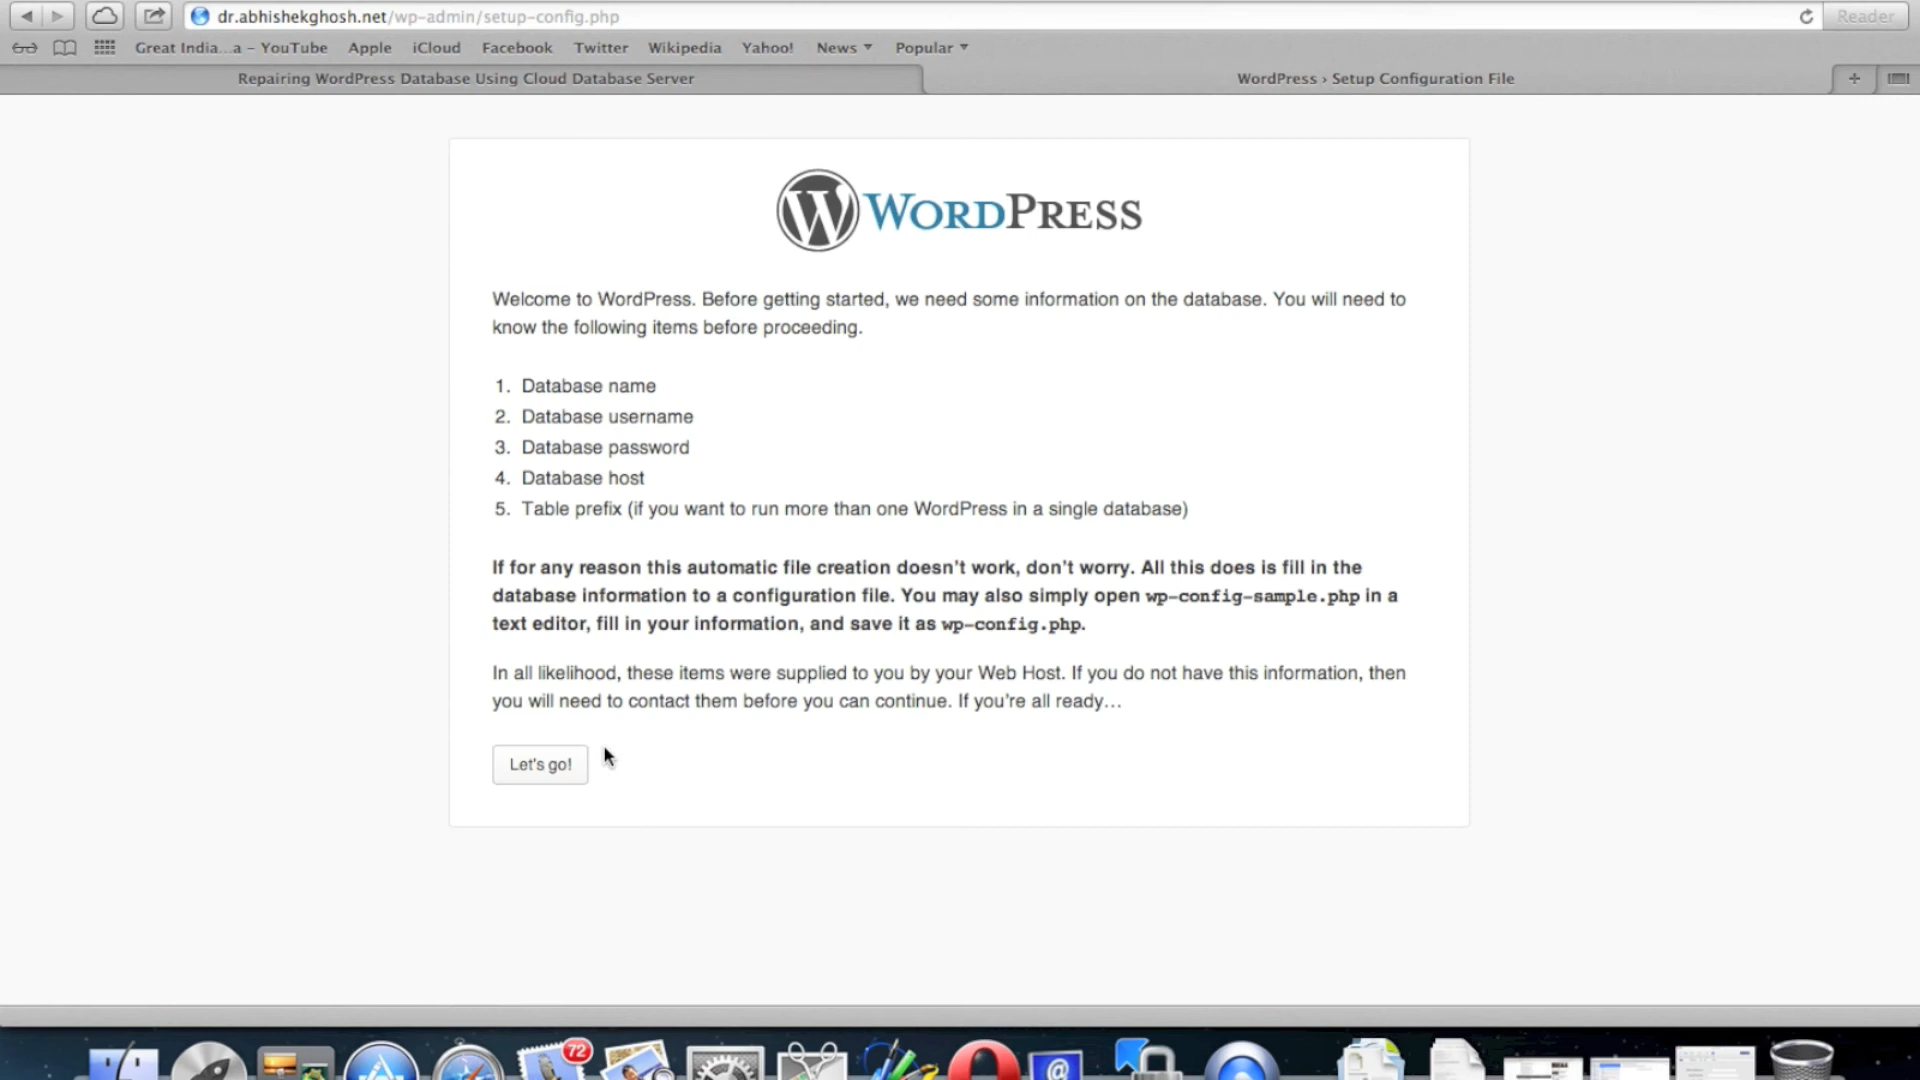 dr.abhishekghosh.net/wp-admin/setup-config.php
Reader
Great India...a – YouTube Apple iCloud Facebook Twitter Wikipedia Yahoo! News Popular
Repairing WordPress Database Using Cloud Database Server
WordPress › Setup Configuration File
WORDPRESS
Welcome to WordPress. Before getting started, we need some information on the database. You will need to
know the following items before proceeding.
1. Database name
2. Database username
3. Database password
4. Database host
5. Table prefix (if you want to run more than one WordPress in a single database)
If for any reason this automatic file creation doesn’t work, don’t worry. All this does is fill in the
database information to a configuration file. You may also simply open wp-config-sample.php in a
text editor, fill in your information, and save it as wp-config.php.
In all likelihood, these items were supplied to you by your Web Host. If you do not have this information, then
you will need to contact them before you can continue. If you’re all ready…
Let’s go!
72
@